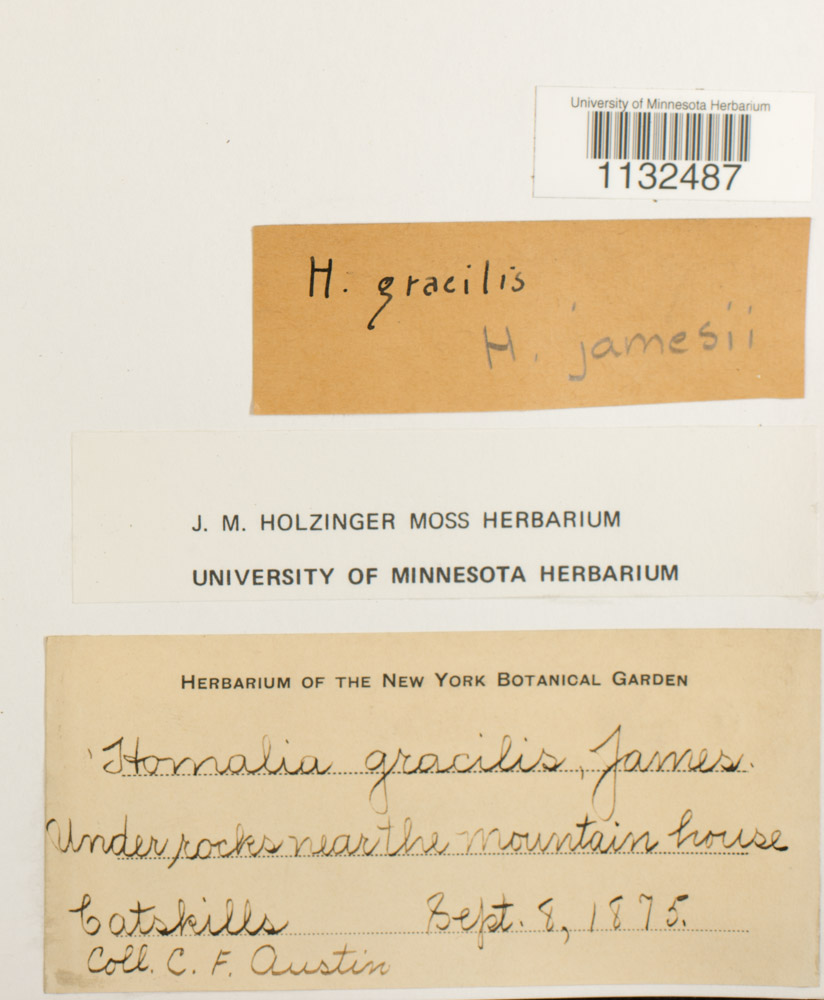 University of Minnesota Herbarium
1132487
H. gracilis
H. jamesii
J. M. HOLZINGER MOSS HERBARIUM
UNIVERSITY OF MINNESOTA HERBARIUM
HERBARIUM OF THE NEW YORK BOTANICAL GARDEN
Homalia gracilis, James.
Under rocks near the mountain house
Catskills Sept. 8, 1875.
Coll. C. F. Austin